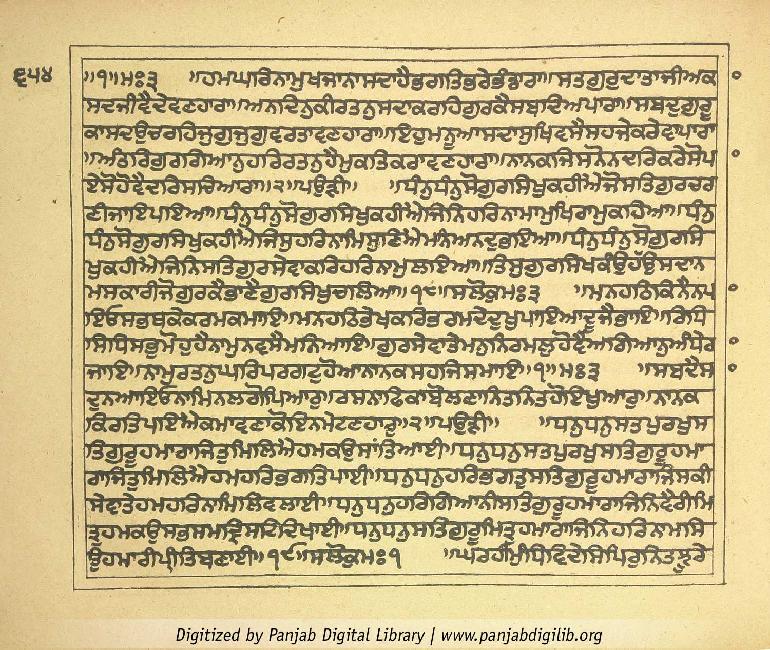 ੬੫੪
॥੧॥ਮਃ੩ ॥ਹਮਘਰਿਨਾਮੁਖਜਾਨਾਸਦਾਹੈਭਗਤਿਭਰੇਭੰਡਾਰਾ॥ਸਤਗੁਰੁਦਾਤਾਜੀਅਕਾ
ਸਦਜੀਵੈਦੇਵਣਹਾਰਾ॥ਅਨਦਿਨੁਕੀਰਤਨੁਸਦਾਕਰਹਿਗੁਰਕੈਸਬਦਿਅਪਾਰਾ॥ਸਬਦੁਗੁਰੂ
ਕਾਸਦਉਚਰਹਿਜੁਗੁਜੁਗੁਵਰਤਾਵਣਹਾਰਾ॥ਇਹੁਮਨੂਆਸਦਾਸੁਖਿਵਸੈਸਹਜੇਕਰੇਵਾਪਾਰਾ
॥ਅੰਤਰਿਗੁਰਗਿਆਨੁਹਰਿਰਤਨੁਹੈਮੁਕਤਿਕਰਾਵਣਹਾਰਾ॥ਨਾਨਕਜਿਸਨੋਨਦਰਿਕਰੇਸੋਪਾ
ਏਸੋਹੋਵੈਦਰਿਸਚਿਆਰਾ॥੨॥ਪਉੜੀ॥ ॥ਧੰਨੁਧੰਨੁਸੋਗੁਰਸਿਖੁਕਹੀਐਜੋਸਤਿਗੁਰਚਰ
ਣੀਜਾਇਪਇਆ॥ਧੰਨੁਧੰਨੁਸੋਗੁਰਸਿਖੁਕਹੀਐਜਿਨਿਹਰਿਨਾਮਾਮੁਖਿਰਾਮੁਕਹਿਆ॥ਧੰਨੁ
ਧੰਨੁਸੋਗੁਰਸਿਖੁਕਹੀਐਜਿਸੁਹਰਿਨਾਮਿਸੁਣਿਐਮਨਿਅਨਦੁਭਇਆ॥ਧੰਨੁਧੰਨੁਸੋਗੁਰਸਿ
ਖੁਕਹੀਐਜਿਨਿਸਤਿਗੁਰਸੇਵਾਕਰਿਹਰਿਨਾਮੁਲਇਆ॥ਤਿਸੁਗੁਰਸਿਖਕੰਉਹੰਉਸਦਾਨ
ਮਸਕਾਰੀਜੋਗੁਰਕੈਭਾਣੈਗੁਰਸਿਖੁਚਲਿਆ॥੧੮॥ਸਲੋਕੁਮਃ੩ ॥ਮਨਹਠਿਕਿਨੈਨਪਾ
ਇਓਸਭਥਕੇਕਰਮਕਮਾਇ॥ਮਨਹਠਿਭੇਖਕਰਿਭਰਮਦੇਦੁਖੁਪਾਇਆਦੂਜੈਭਾਇ॥ਰਿਧਿ
ਸਿਧਿਸਭੁਮੋਹੁਹੈਨਾਮੁਨਵਸੈਮਨਿਆਇ॥ਗੁਰਸੇਵਾਤੇਮਨੁਨਿਰਮਲੁਹੋਵੈਅਗਿਆਨੁਅੰਧੇਰਾ
ਜਾਇ॥ਨਾਮੁਰਤਨੁਘਰਿਪਰਗਟੁਹੋਆਨਾਨਕਸਹਜਿਸਮਾਇ॥੧॥ਮਃ੩ ॥ਸਬਦੈਸਾ
ਦੁਨਆਇਓਨਾਮਿਨਲਗੋਪਿਆਰੁ॥ਰਸਨਾਫਿਕਾਬੋਲਣਾਨਿਤਨਿਤਹੋਇਖੁਆਰੁ॥ਨਾਨਕ
ਕਿਰਤਿਪਇਐਕਮਾਵਣਾਕੋਇਨਮੇਟਣਹਾਰੁ॥੨॥ਪਉੜੀ॥ ॥ਧਨੁਧਨੁਸਤਪੁਰਖੁਸ
ਤਿਗੁਰੂਹਮਾਰਾਜਿਤੁਮਿਲਿਐਹਮਕਉਸਾਂਤਿਆਈ॥ਧਨੁਧਨੁਸਤਪੁਰਖੁਸਤਿਗੁਰੂਹਮਾ
ਰਾਜਿਤੁਮਿਲਿਐਹਮਹਰਿਭਗਤਿਪਾਈ॥ਧਨੁਧਨੁਹਰਿਭਗਤੁਸਤਿਗੁਰੂਹਮਾਰਾਜਿਸਕੀ
ਸੇਵਾਤੇਹਮਹਰਿਨਾਮਿਲਿਵਲਾਈ॥ਧਨੁਧਨੁਹਰਿਗਿਆਨੀਸਤਿਗੁਰੂਹਮਾਰਾਜਿਨਿਵੈਰੀਮਿ
ਤ੍ਰੁਹਮਕਉਸਭਸਮਦ੍ਰਿਸਟਿਦਿਖਾਈ॥ਧਨੁਧਨੁਸਤਿਗੁਰੂਮਿਤ੍ਰੁਹਮਾਰਾਜਿਨਿਹਰਿਨਾਮਸਿ
ਉਹਮਾਰੀਪ੍ਰੀਤਿਬਣਾਈ॥੧੯॥ਸਲੋਕੁਮਃ੧ ॥ਘਰਹੀਮੁੰਧਿਵਿਦੇਸਿਪਿਰੁਨਿਤਝੂਰੇ
Digitized by Panjab Digital Library | www.panjabdigilib.org